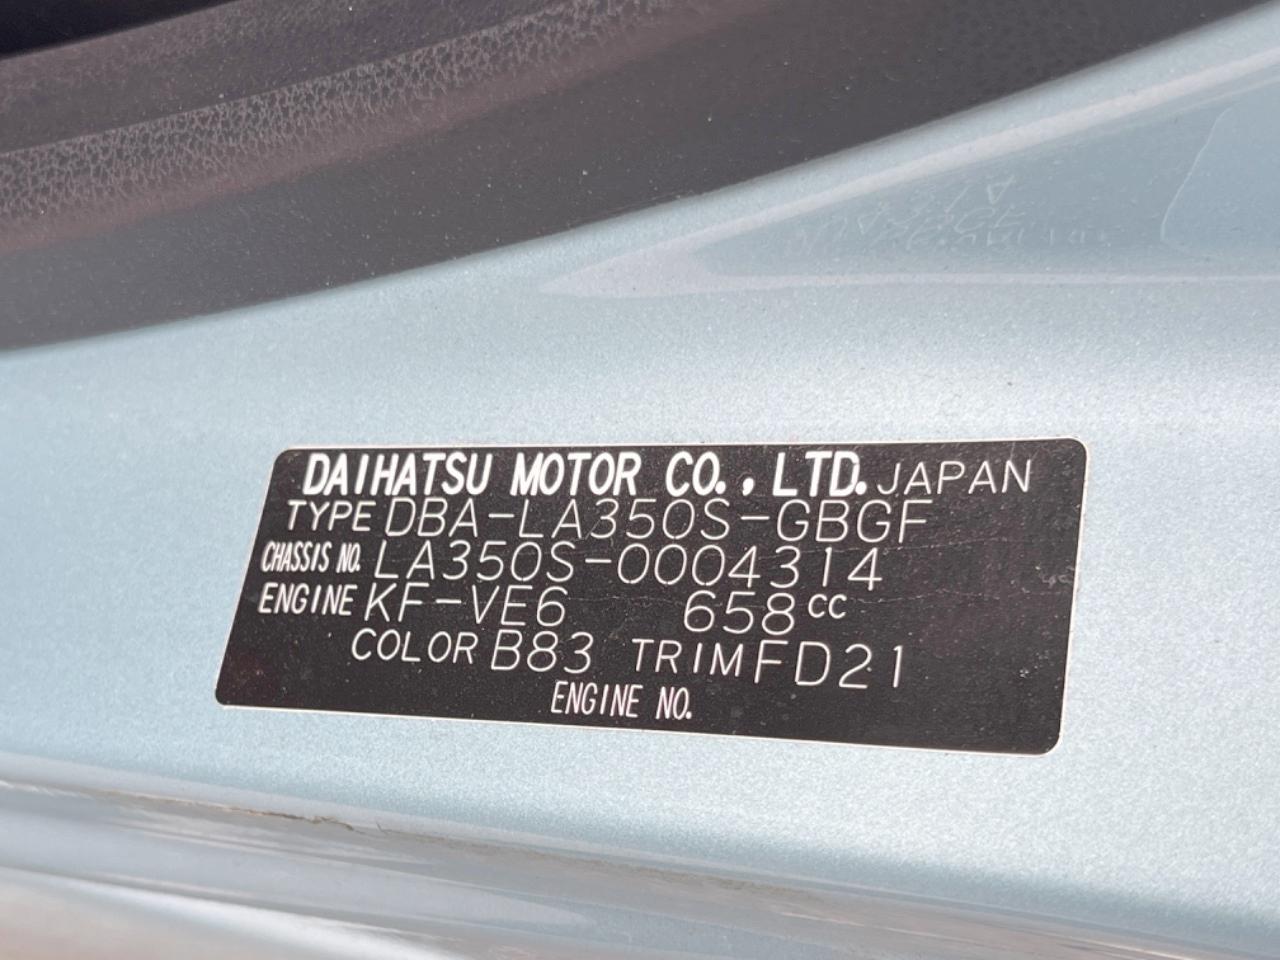 DAIHATSU MOTOR CO., LTD. JAPAN
TYPE DBA-LA350S-GBGF
CHASSIS NO. LA350S-0004314
ENGINE KF-VE6 658cc
COLOR B83 TRIM FD21
ENGINE NO.